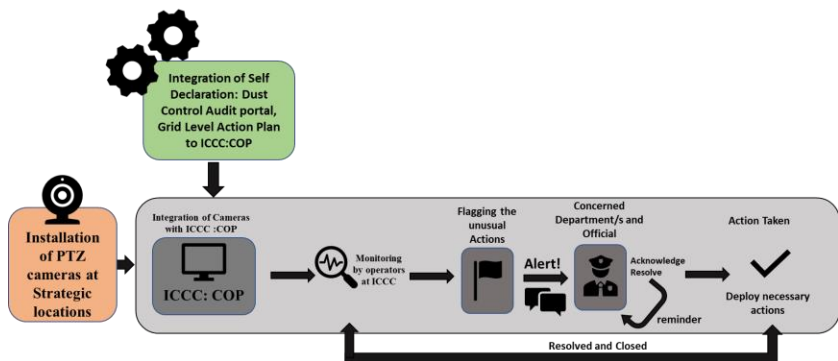 Integration of Self
Declaration: Dust
Control Audit portal,
Grid Level Action Plan
to ICCC:COP
Installation
of PTZ
cameras at
Strategic
locations
Integration of Cameras
with ICCC :COP
ICCC: COP
Monitoring
by operators
at ICCC
Flagging the
unusual
Actions
Alert!
Concerned
Department/s and
Official
Acknowledge
Resolve
reminder
Action Taken
Deploy necessary
actions
Resolved and Closed